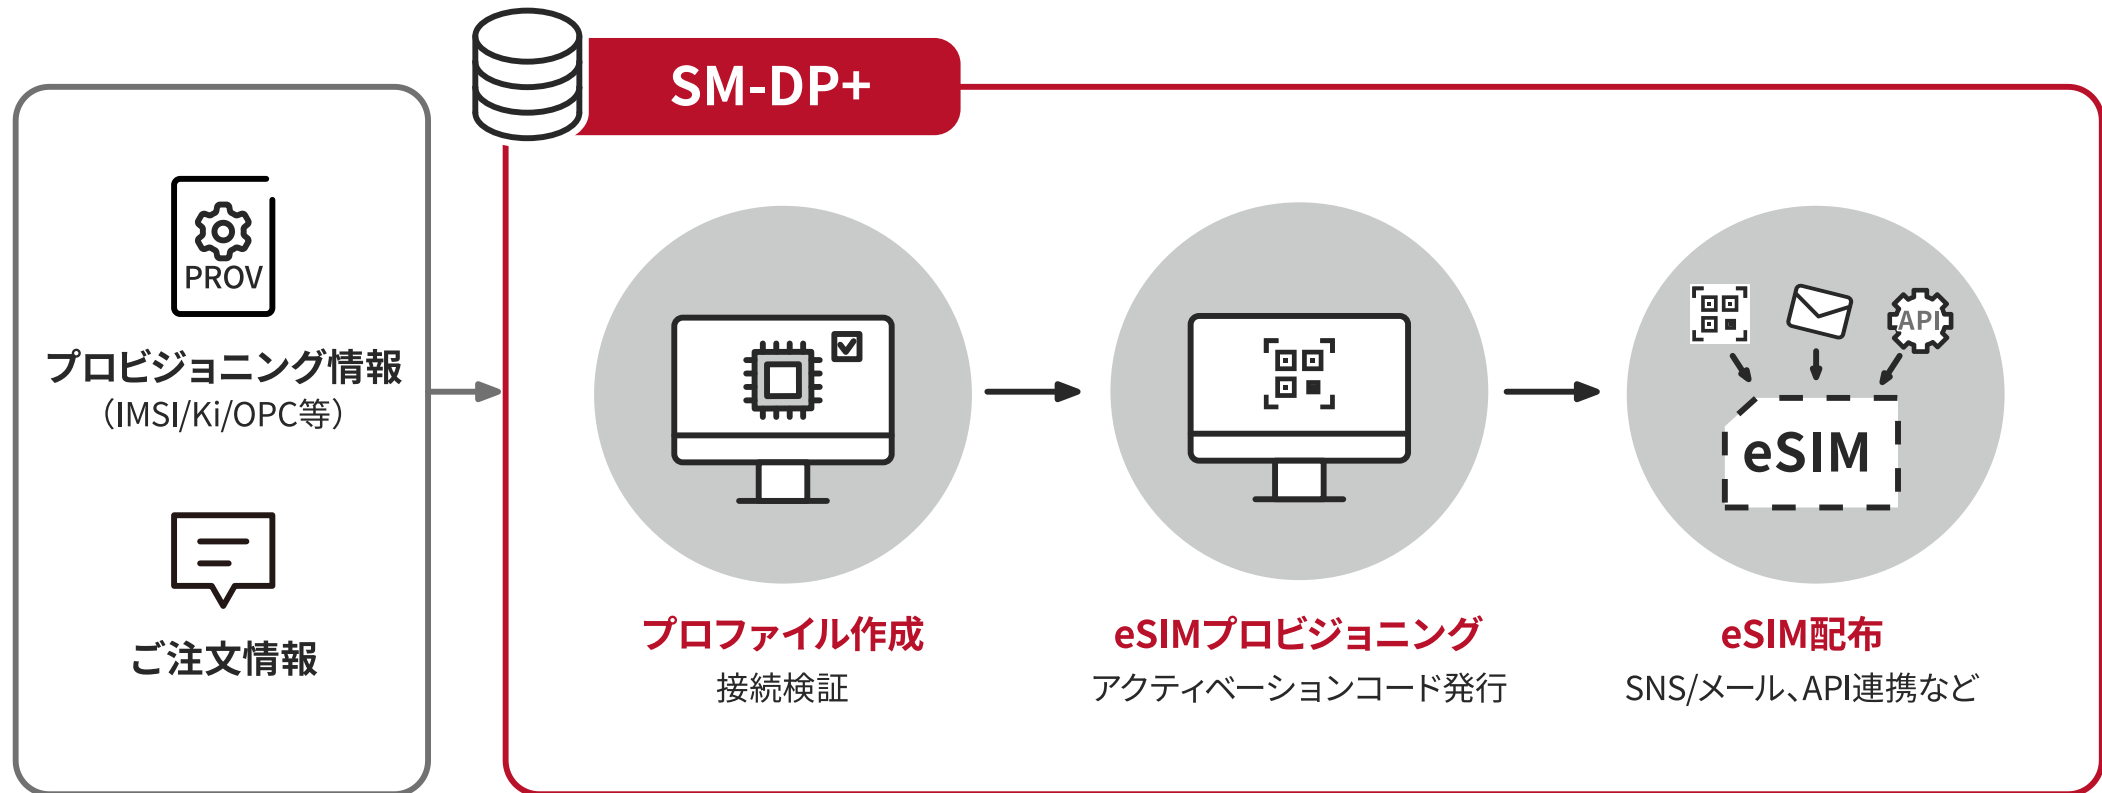 SM-DP+
PROV
プロビジョニング情報
（IMSI/Ki/OPC等）
ご注文情報
プロファイル作成
接続検証
eSIMプロビジョニング
アクティベーションコード発行
API
eSIM
eSIM配布
SNS/メール、API連携など